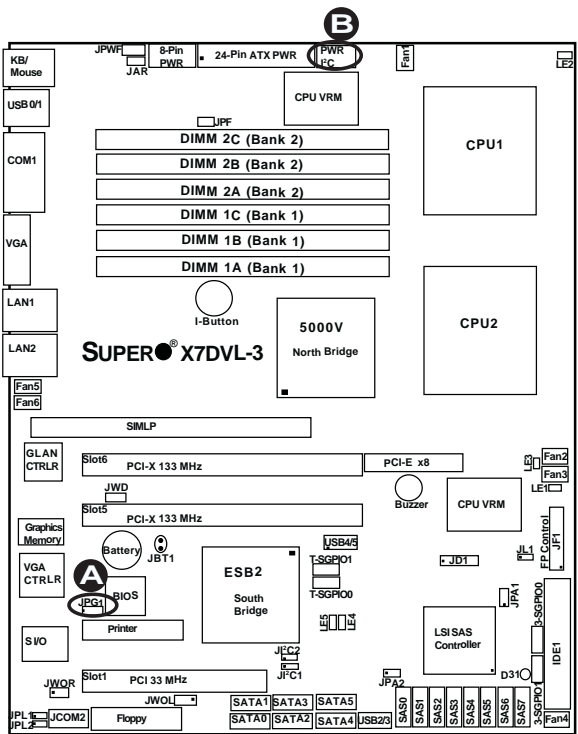 B
JPWF
8-Pin PWR
24-Pin ATX PWR
PWR I²C
Fan1
LE2
KB/ Mouse
JAR
USB 0/1
CPU VRM
JPF
COM1
DIMM 2C (Bank 2)
DIMM 2B (Bank 2)
DIMM 2A (Bank 2)
DIMM 1C (Bank 1)
DIMM 1B (Bank 1)
DIMM 1A (Bank 1)
CPU1
VGA
LAN1
I-Button
5000V
North Bridge
CPU2
LAN2
SUPER® X7DVL-3
Fan5
Fan6
SIMLP
GLAN CTRLR
Slot6
PCI-X 133 MHz
PCI-E x8
LE3
Fan2
Fan3
LE1
JWD
Buzzer
CPU VRM
Slot5
PCI-X 133 MHz
Graphics Memory
Battery
JBT1
USB4/5
T-SGPIO1
T-SGPIO0
JD1
JL1
FP Control
JF1
VGA CTRLR
A
JPG1
BIOS
ESB2
South Bridge
JPA1
3-SGPIO0
Printer
LE5
LE4
LSI SAS Controller
IDE1
S I/O
JI²C2
JI²C1
D31
3-SGPIO1
Slot1
PCI 33 MHz
JWOR
JWOL
JPA2
JPL1
JPL2
JCOM2
Floppy
SATA1
SATA3
SATA5
SATA0
SATA2
SATA4
USB2/3
SAS0
SAS1
SAS2
SAS3
SAS4
SAS5
SAS6
SAS7
Fan4